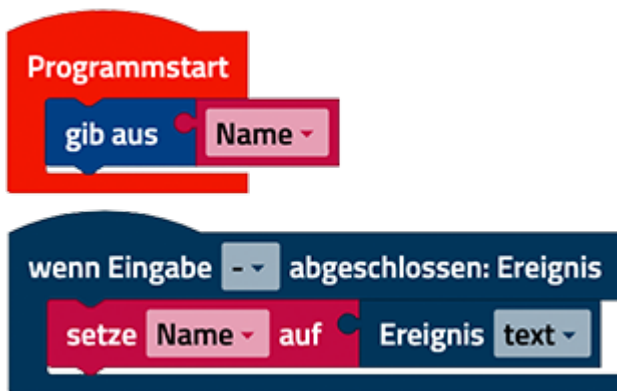 Programmstart
gib aus Name
wenn Eingabe - abgeschlossen: Ereignis
setze Name auf Ereignis text